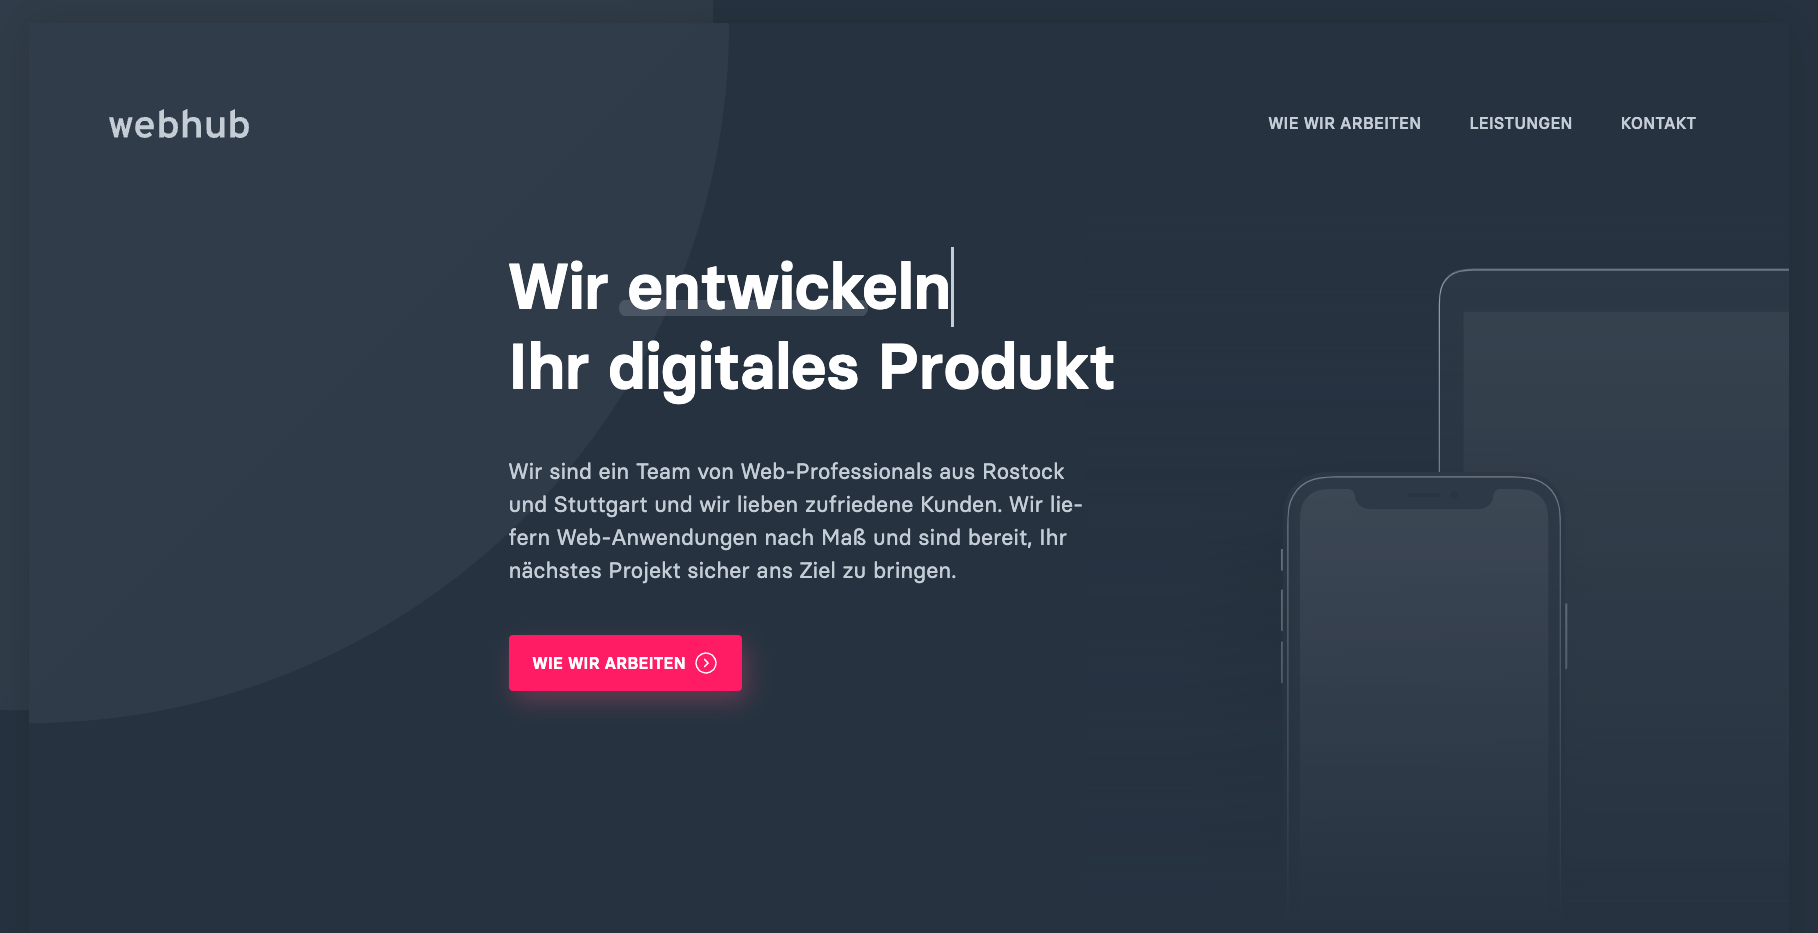 webhub
WIE WIR ARBEITEN
LEISTUNGEN
KONTAKT
Wir entwickeln
Ihr digitales Produkt
Wir sind ein Team von Web-Professionals aus Rostock
und Stuttgart und wir lieben zufriedene Kunden. Wir lie-
fern Web-Anwendungen nach Maß und sind bereit, Ihr
nächstes Projekt sicher ans Ziel zu bringen.
WIE WIR ARBEITEN